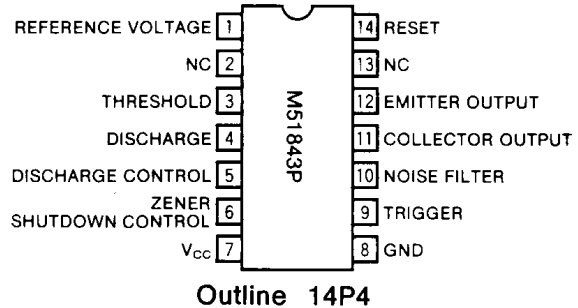 REFERENCE VOLTAGE 1 14 RESET
NC 2 13 NC
THRESHOLD 3 12 EMITTER OUTPUT
DISCHARGE 4 11 COLLECTOR OUTPUT
DISCHARGE CONTROL 5 10 NOISE FILTER
ZENER
SHUTDOWN CONTROL 6 9 TRIGGER
VCC 7 8 GND
M51843P
Outline 14P4